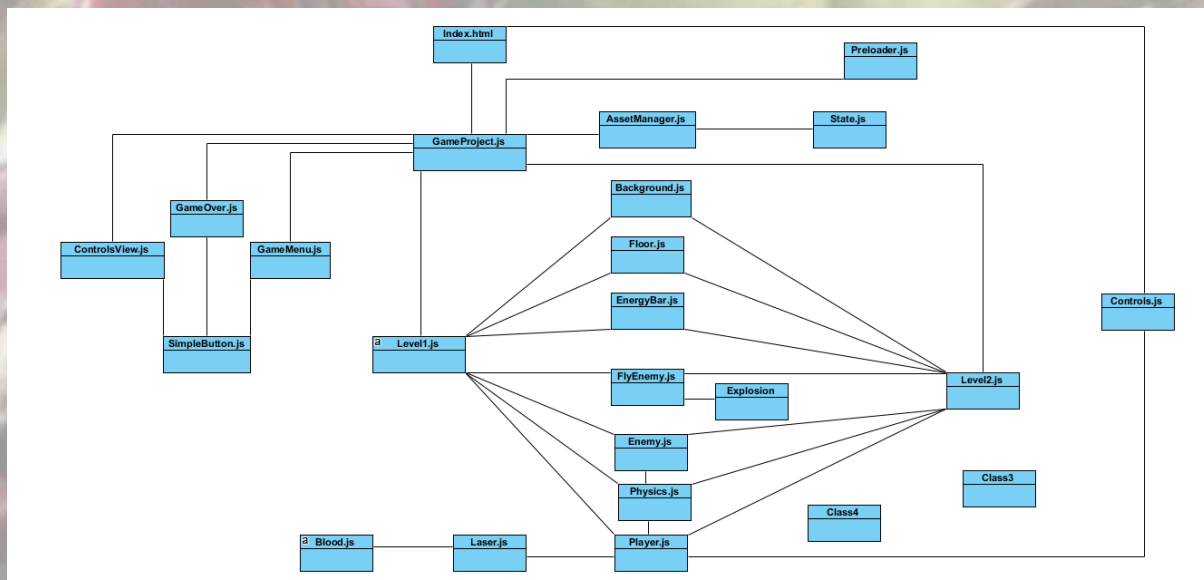 Index.html
Preloader.js
AssetManager.js
State.js
GameProject.js
Background.js
GameOver.js
ControlsView.js
Floor.js
GameMenu.js
EnergyBar.js
Controls.js
SimpleButton.js
a Level1.js
FlyEnemy.js
Level2.js
Explosion
Enemy.js
Class3
Physics.js
Class4
a Blood.js
Laser.js
Player.js